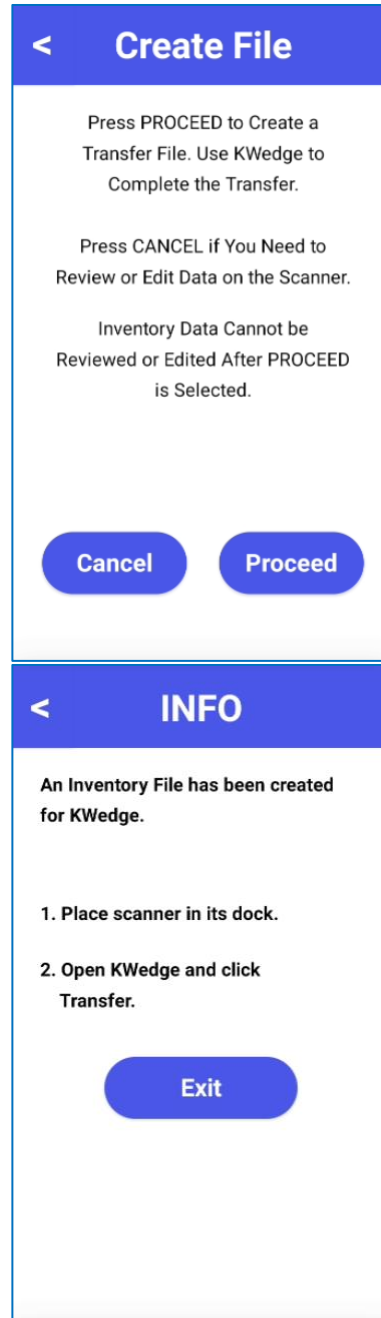 < Create File
Press PROCEED to Create a
Transfer File. Use KWedge to
Complete the Transfer.
Press CANCEL if You Need to
Review or Edit Data on the Scanner.
Inventory Data Cannot be
Reviewed or Edited After PROCEED
is Selected.
Cancel Proceed
< INFO
An Inventory File has been created
for KWedge.
1. Place scanner in its dock.
2. Open KWedge and click
Transfer.
Exit